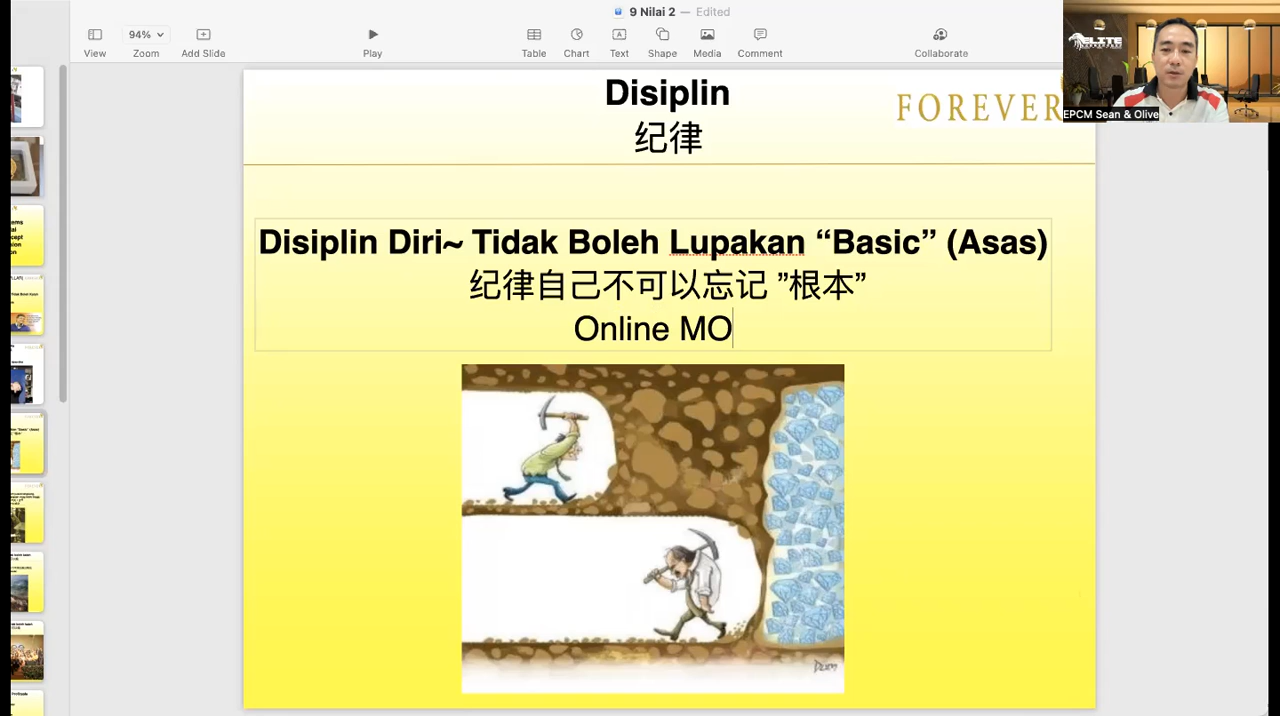 9 Nilai 2 — Edited
94%
View
Zoom
Add Slide
Play
Table
Chart
Text
Shape
Media
Comment
Collaborate
ELITE
EPCM Sean & Olive
Disiplin
纪律
FOREVER
Disiplin Diri~ Tidak Boleh Lupakan “Basic” (Asas)
纪律自己不可以忘记 ”根本”
Online MO